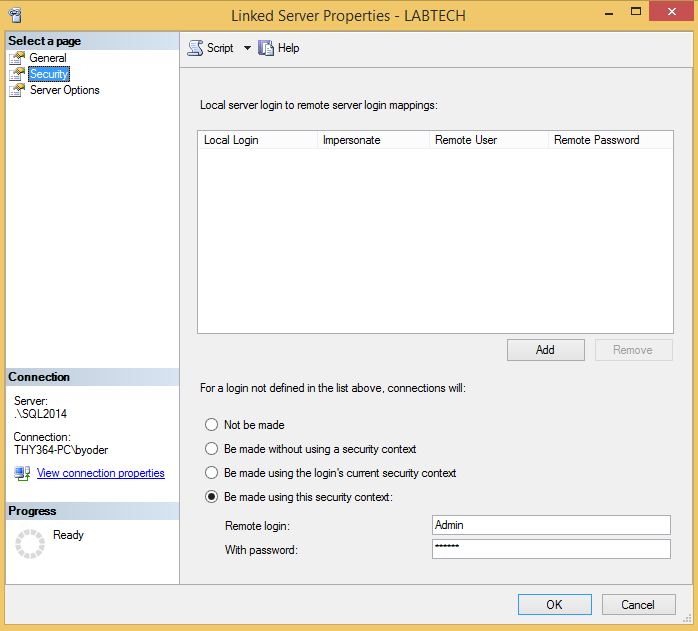 Linked Server Properties - LABTECH
Select a page
General
Security
Server Options
Script
Help
Local server login to remote server login mappings:
Local Login Impersonate Remote User Remote Password
Add Remove
For a login not defined in the list above, connections will:
Not be made
Be made without using a security context
Be made using the login's current security context
Be made using this security context:
Remote login: Admin
With password: ******
Connection
Server:
.\SQL2014
Connection:
THY364-PC\byoder
View connection properties
Progress
Ready
OK Cancel